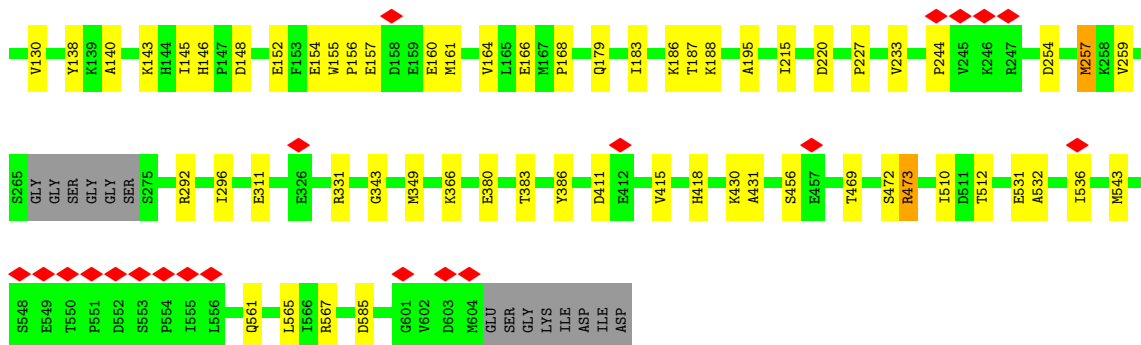 V130 Y138 K139 A140 K143 H144 I145 H146 P147 D148 E152 F153 E154 W155 P156 E157 D158 E159 E160 M161 V164 L165 E166 M167 P168 Q179 I183 K186 T187 K188 A195 I215 D220 P227 V233 P244 V245 K246 R247 D254 M257 K258 V259
S265 GLY GLY SER GLY GLY SER S275 R292 I296 E311 E326 R331 G343 M349 K366 E380 T383 Y386 D411 E412 V415 H418 K430 A431 S456 E457 T469 S472 R473 I510 D511 T512 E531 A532 I536 M543
S548 E549 T550 P551 D552 S553 P554 I555 L556 Q561 L565 I566 R567 D585 G601 V602 D603 M604 GLU SER GLY LYS ILE ASP ILE ASP